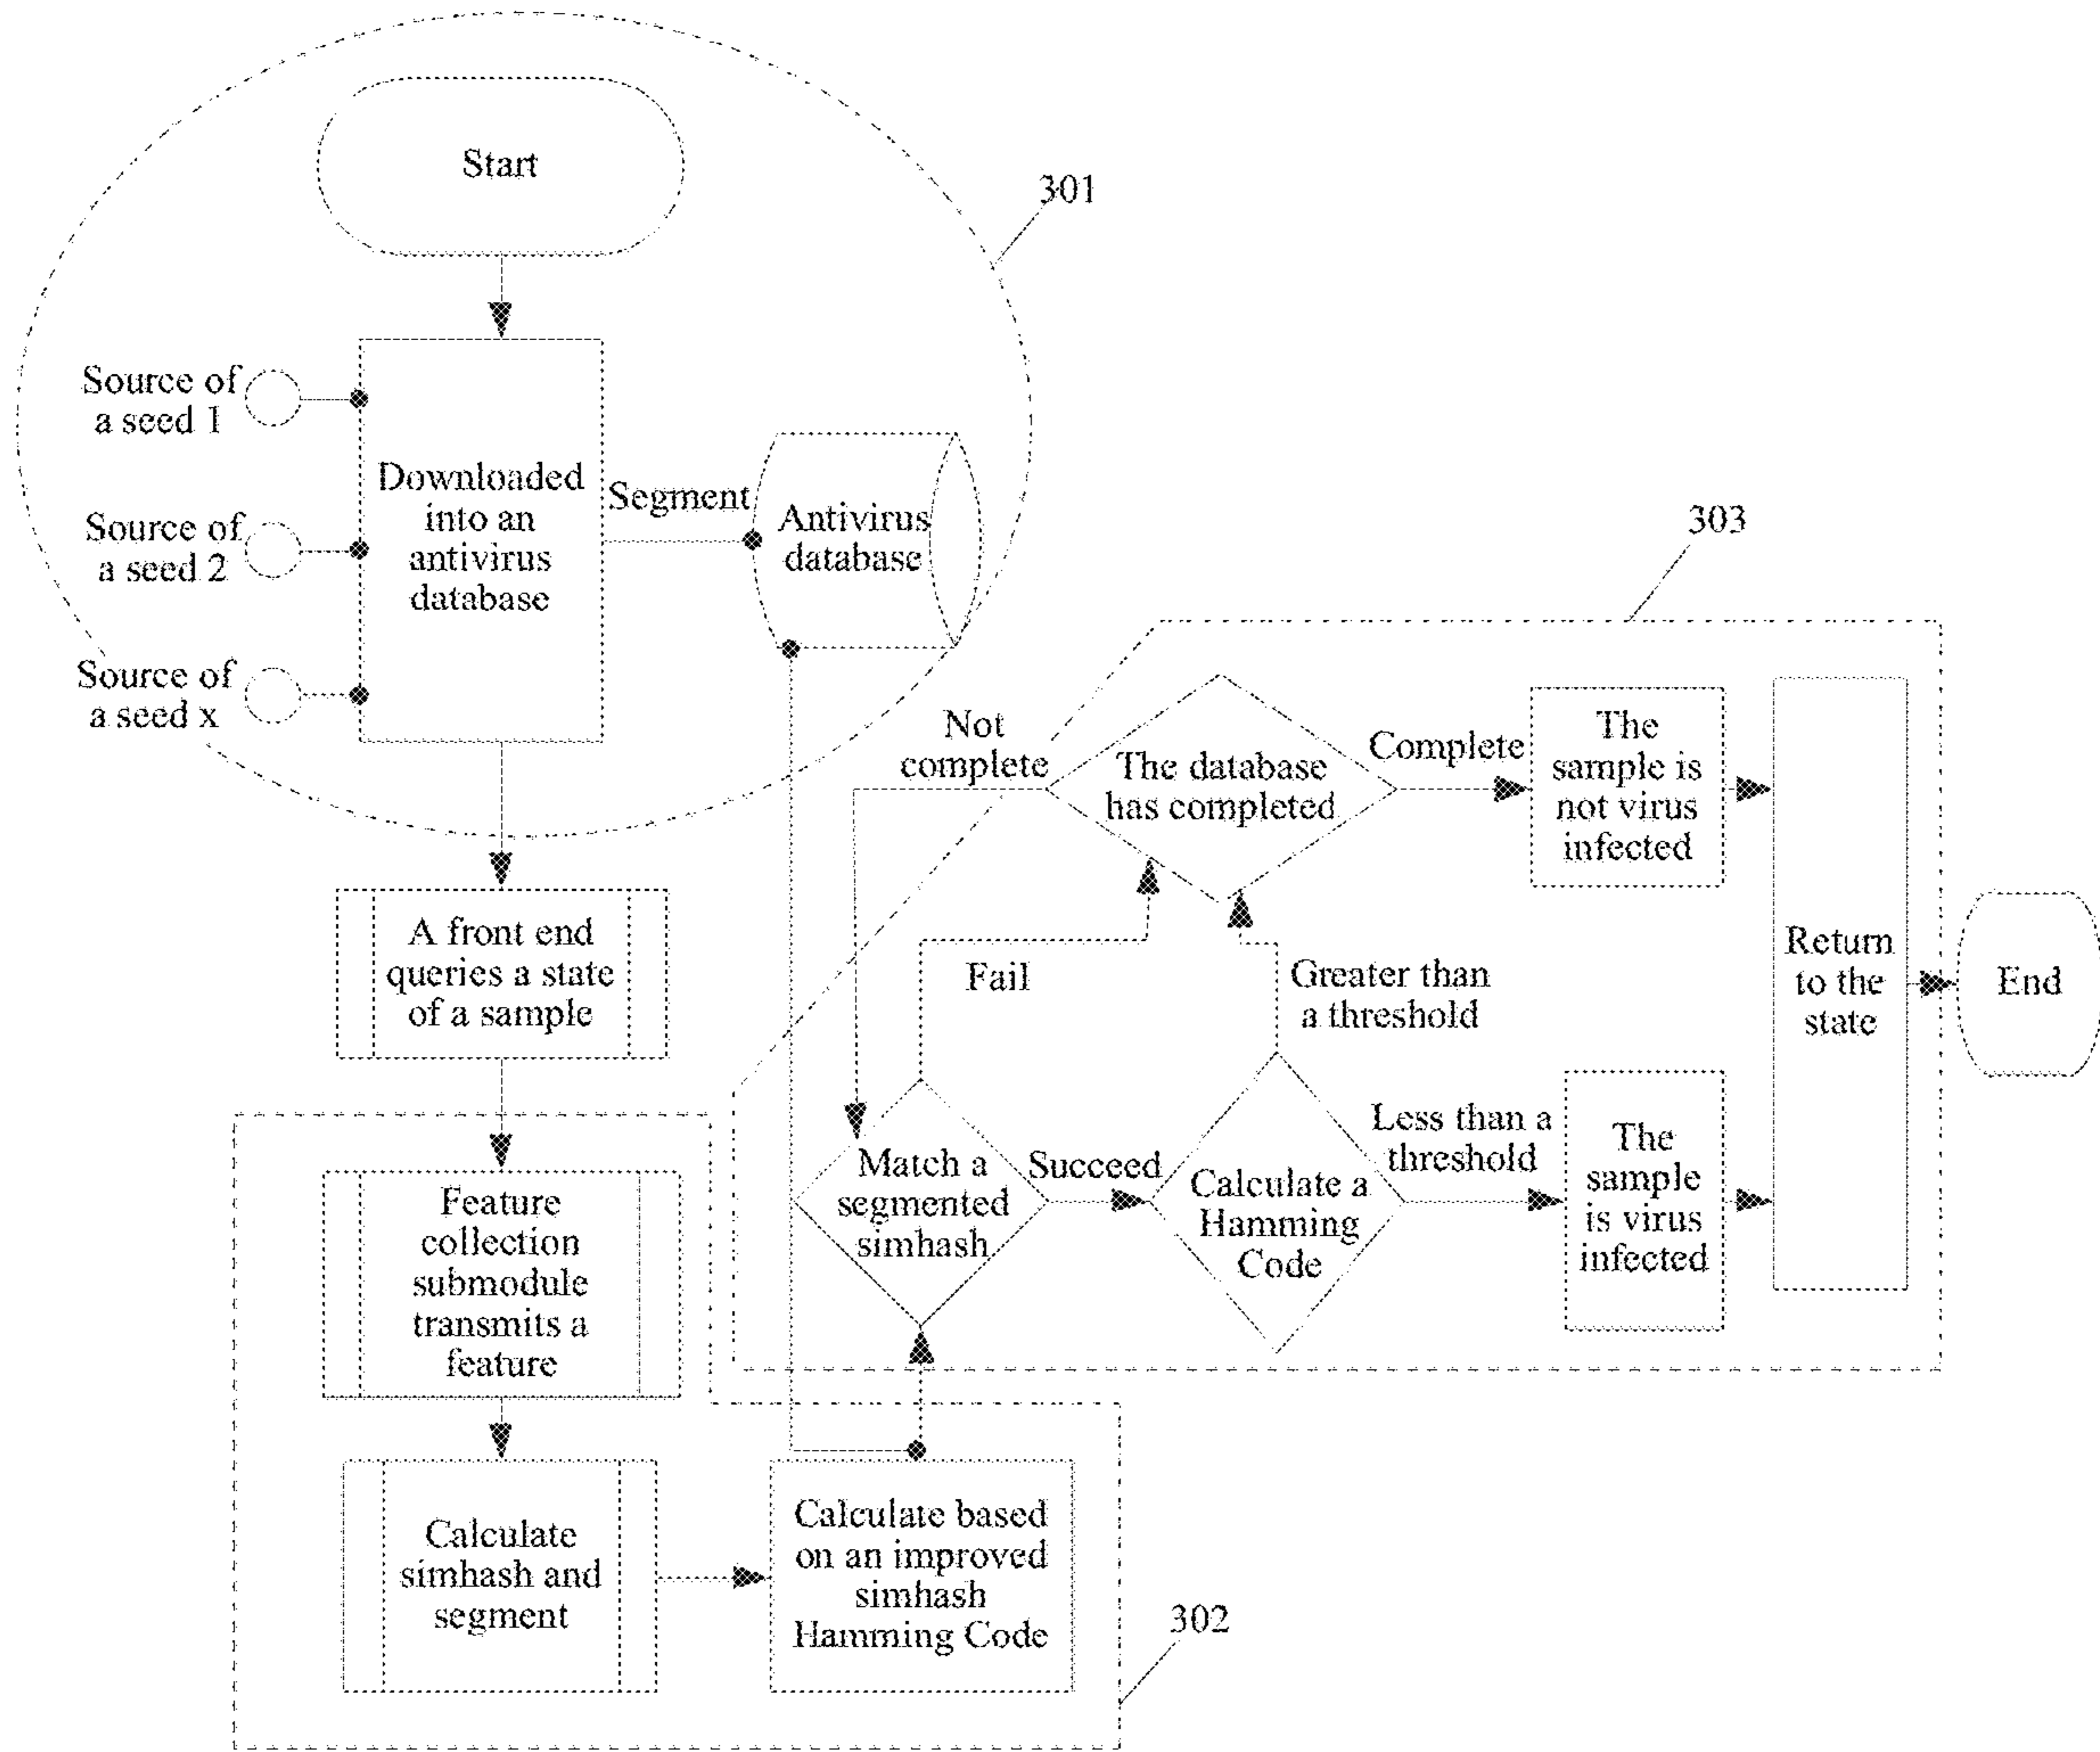 Start
301
Source of
a seed 1
Source of
a seed 2
Source of
a seed x
Downloaded
into an
antivirus
database
Segment
Antivirus
database
303
Not
complete
The database
has completed
Complete
The
sample is
not virus
infected
A front end
queries a state
of a sample
Fail
Greater than
a threshold
Return
to the
state
End
Feature
collection
submodule
transmits a
feature
Match a
segmented
simhash
Succeed
Calculate a
Hamming
Code
Less than a
threshold
The
sample
is virus
infected
Calculate
simhash and
segment
Calculate based
on an improved
simhash
Hamming Code
302